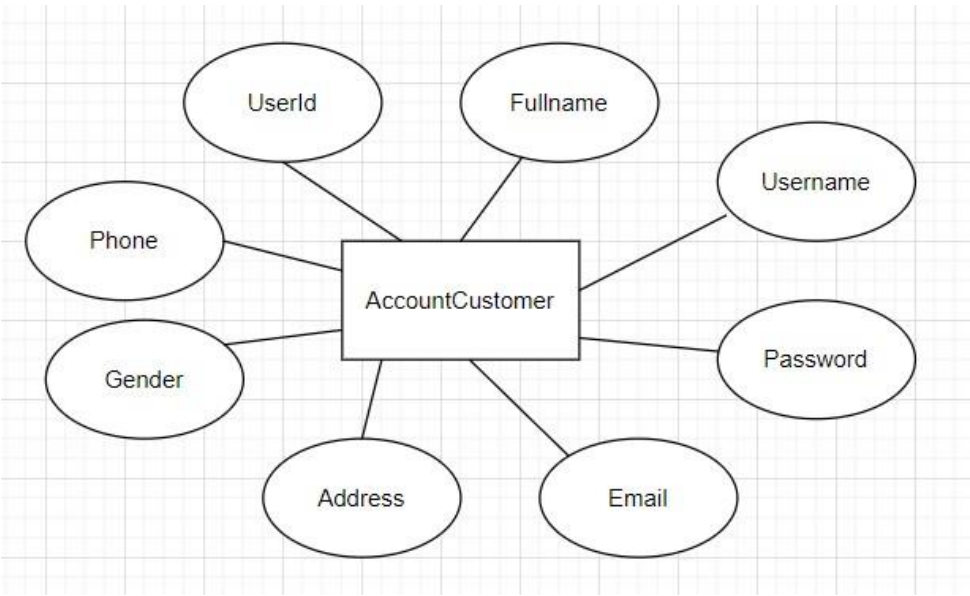 UserId
Fullname
Username
Phone
AccountCustomer
Password
Gender
Address
Email